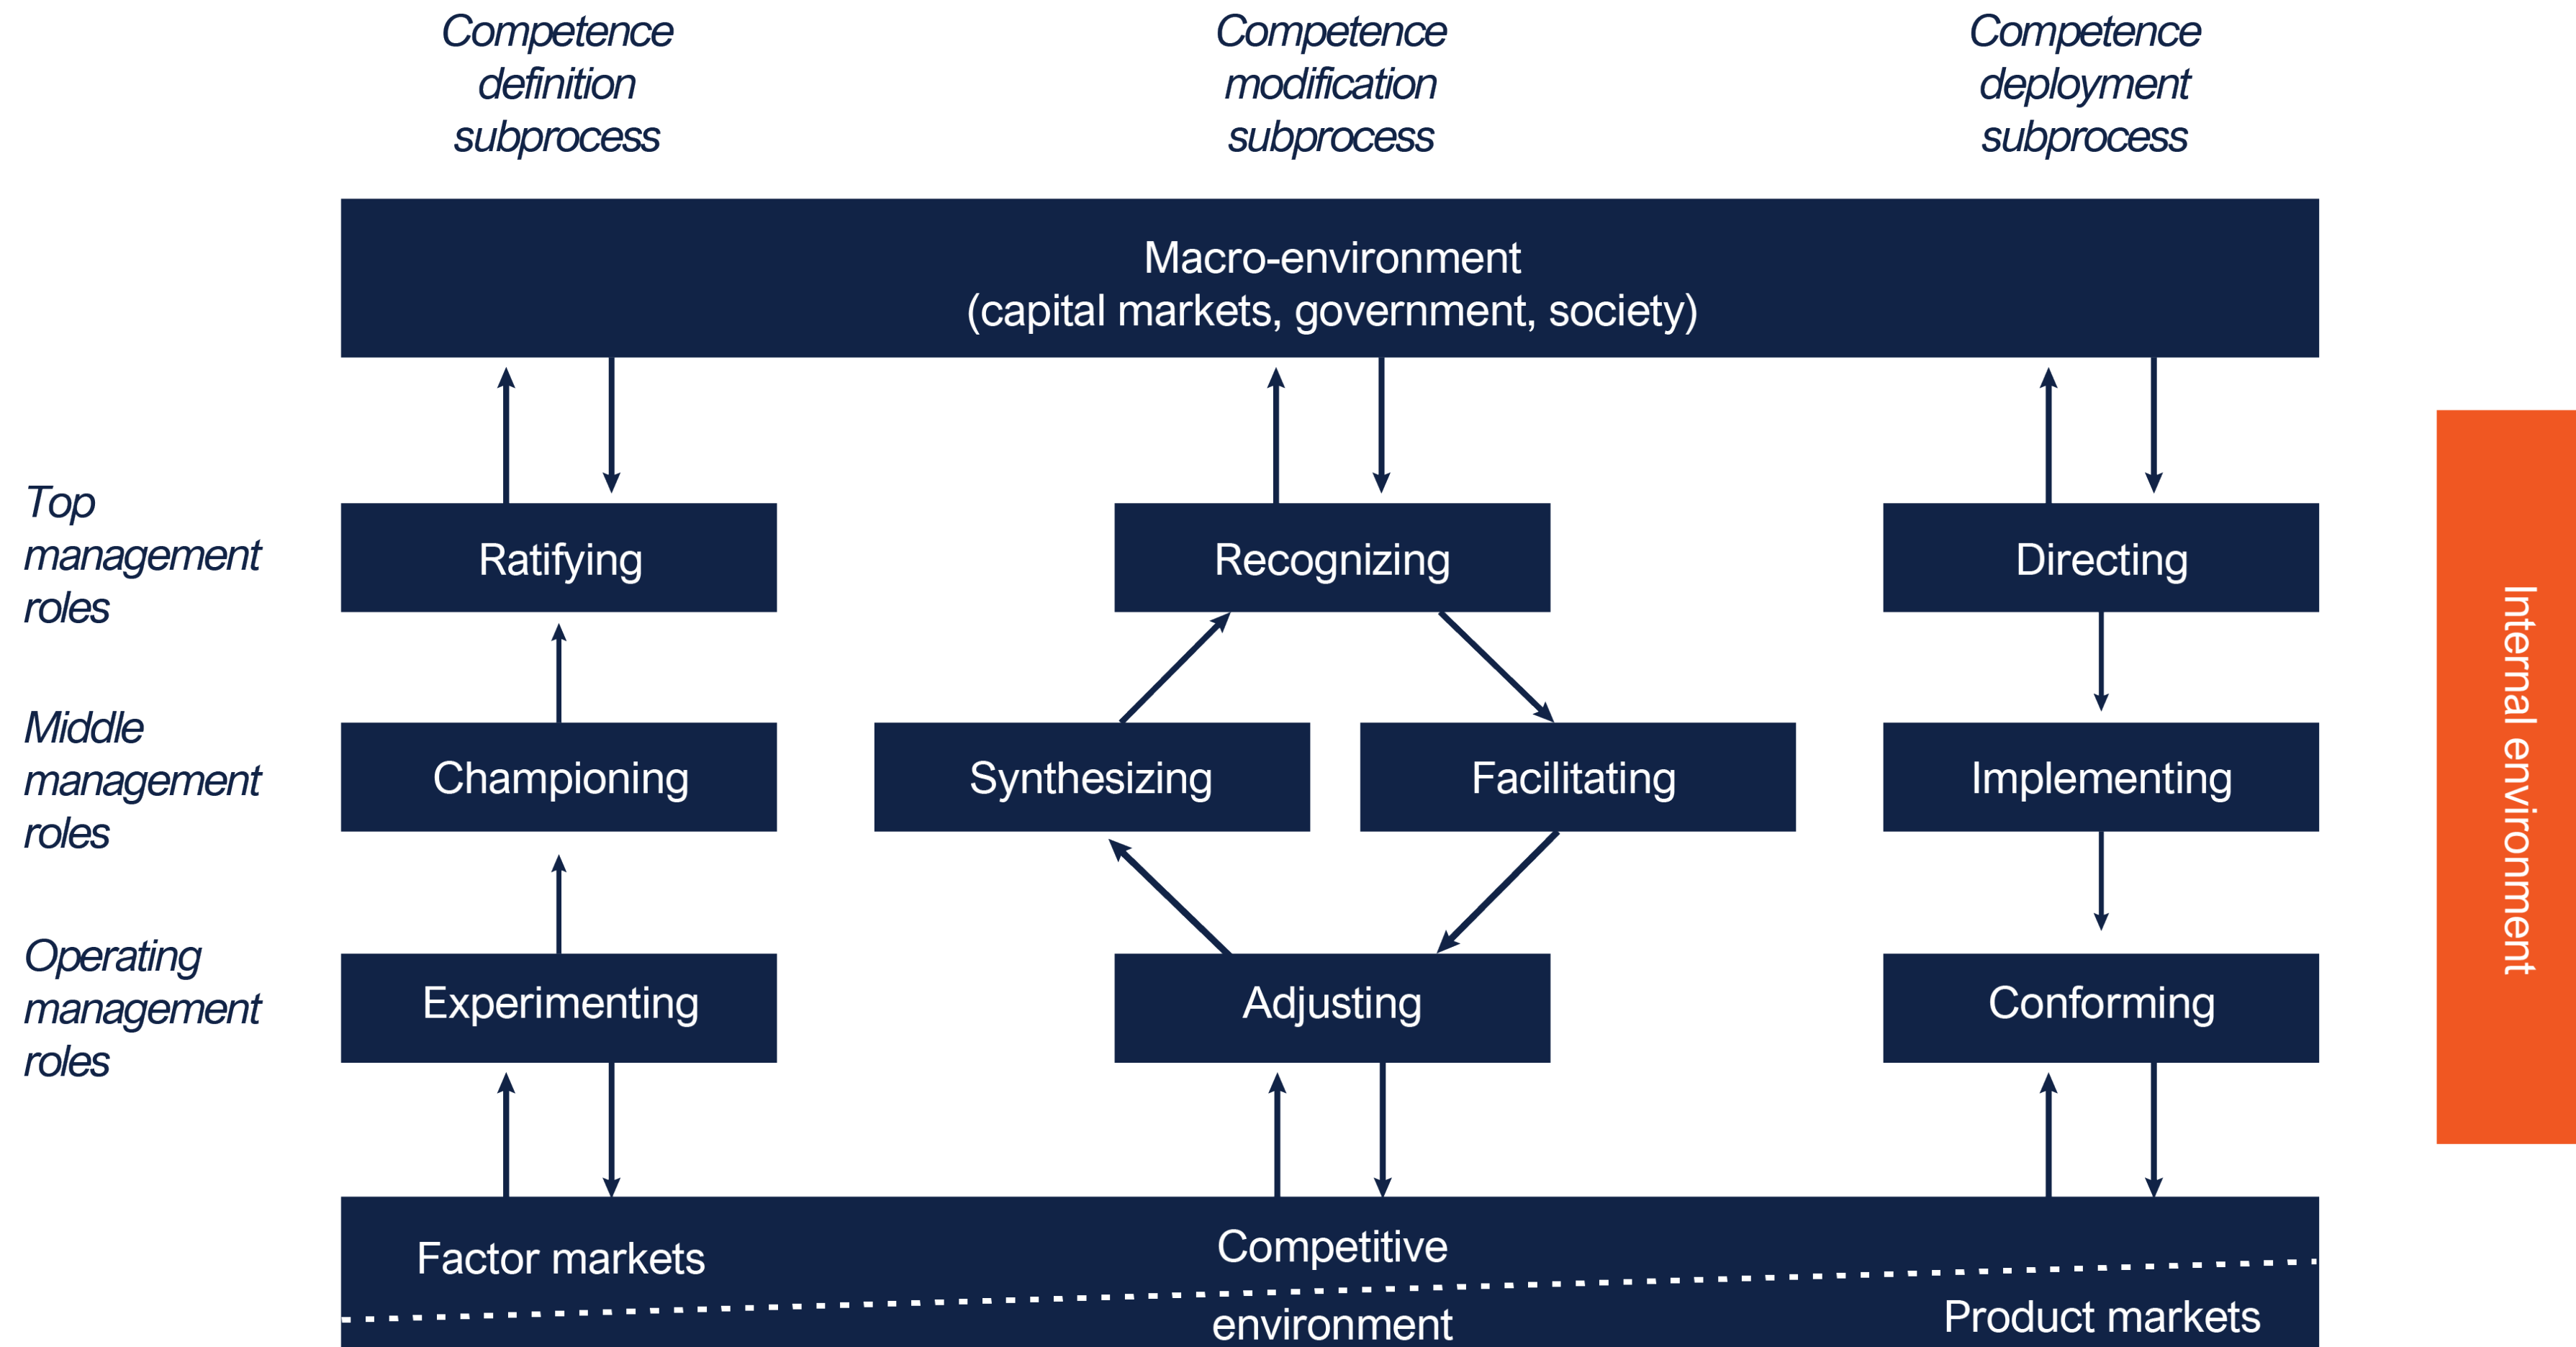 Competence
definition
subprocess
Competence
modification
subprocess
Competence
deployment
subprocess
Macro-environment
(capital markets, government, society)
Top
management
roles
Ratifying
Recognizing
Directing
Middle
management
roles
Championing
Synthesizing
Facilitating
Implementing
Operating
management
roles
Experimenting
Adjusting
Conforming
Factor markets
Competitive
environment
Product markets
Internal environment